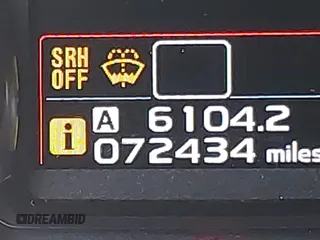 SRH
OFF
A 6104.2
i 072434 miles
DREAMBID